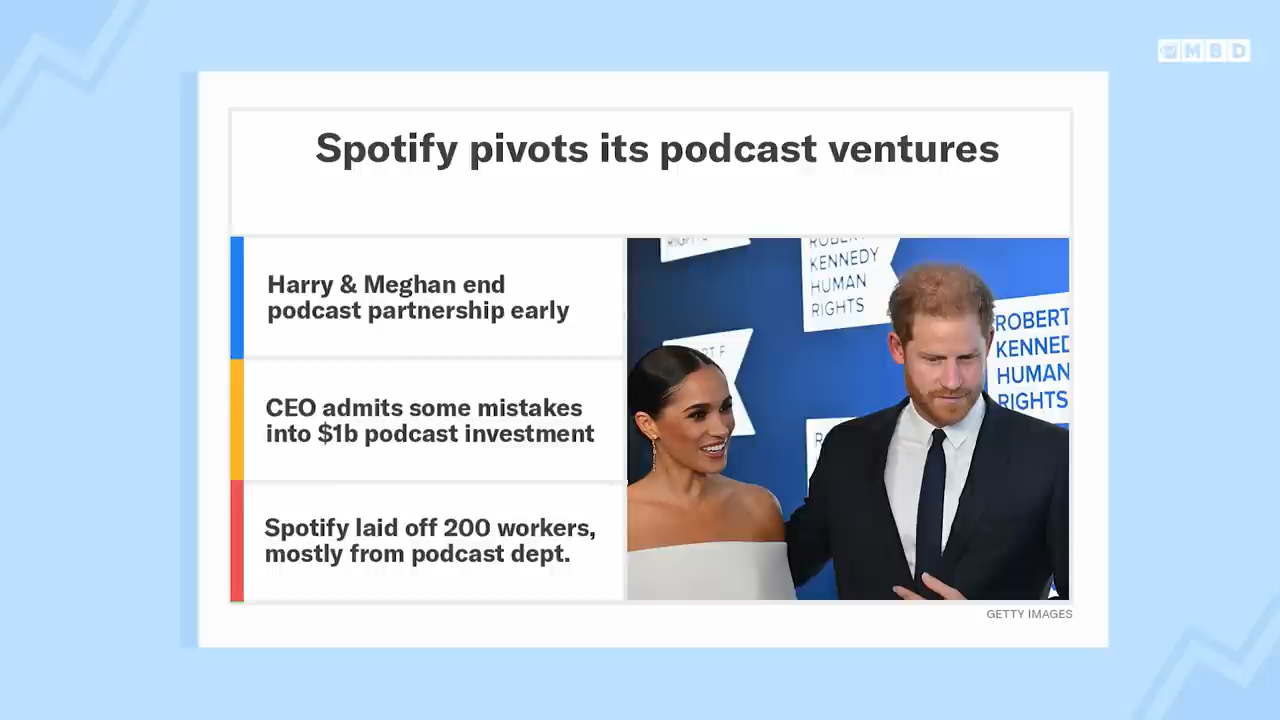 MBD
Spotify pivots its podcast ventures
Harry & Meghan end
podcast partnership early
CEO admits some mistakes
into $1b podcast investment
Spotify laid off 200 workers,
mostly from podcast dept.
RIGHTS
ROBERT
KENNEDY
HUMAN
RIGHTS
ROBERT
KENNED
HUMAN
RIGHTS
RT F.
R
GETTY IMAGES